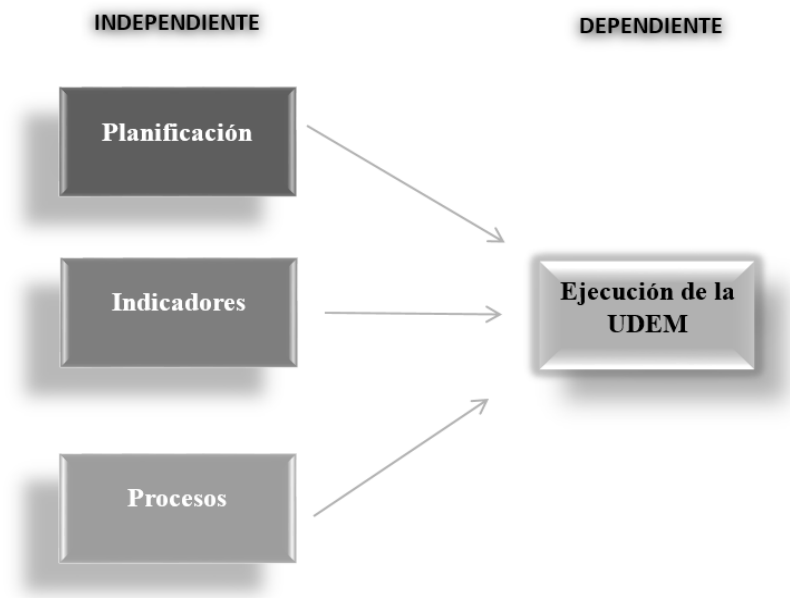 INDEPENDIENTE
DEPENDIENTE
Planificación
Indicadores
Ejecución de la
UDEM
Procesos